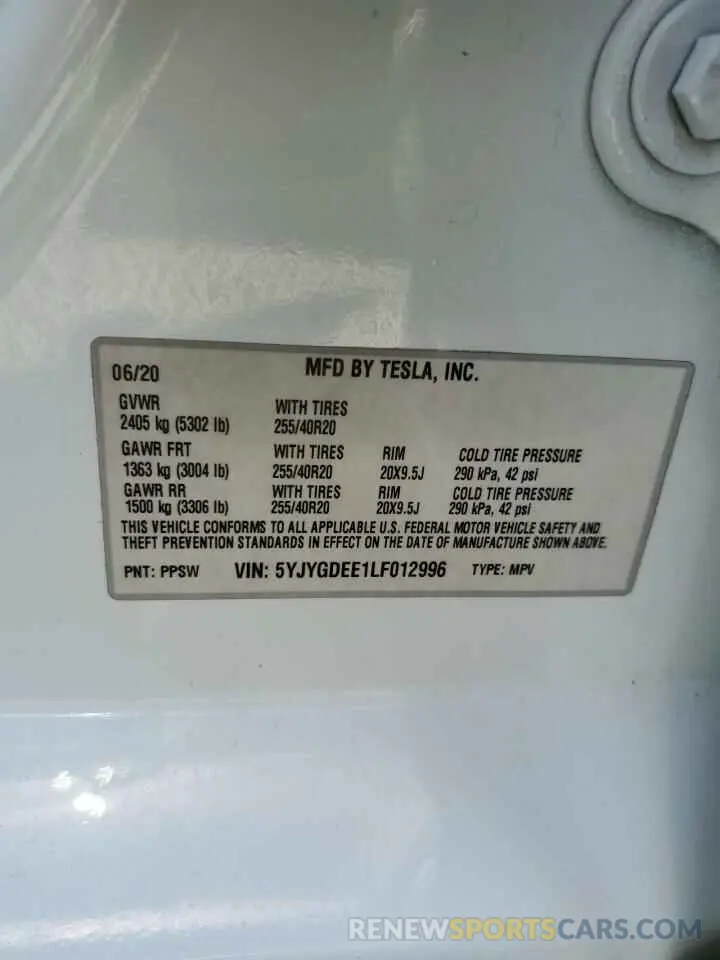 06/20 MFD BY TESLA, INC.
GVWR WITH TIRES
2405 kg (5302 lb) 255/40R20
GAWR FRT WITH TIRES RIM COLD TIRE PRESSURE
1363 kg (3004 lb) 255/40R20 20X9.5J 290 kPa, 42 psi
GAWR RR WITH TIRES RIM COLD TIRE PRESSURE
1500 kg (3306 lb) 255/40R20 20X9.5J 290 kPa, 42 psi
THIS VEHICLE CONFORMS TO ALL APPLICABLE U.S. FEDERAL MOTOR VEHICLE SAFETY AND
THEFT PREVENTION STANDARDS IN EFFECT ON THE DATE OF MANUFACTURE SHOWN ABOVE.
PNT: PPSW VIN: 5YJYGDEE1LF012996 TYPE: MPV
RENEWSPORTSCARS.COM